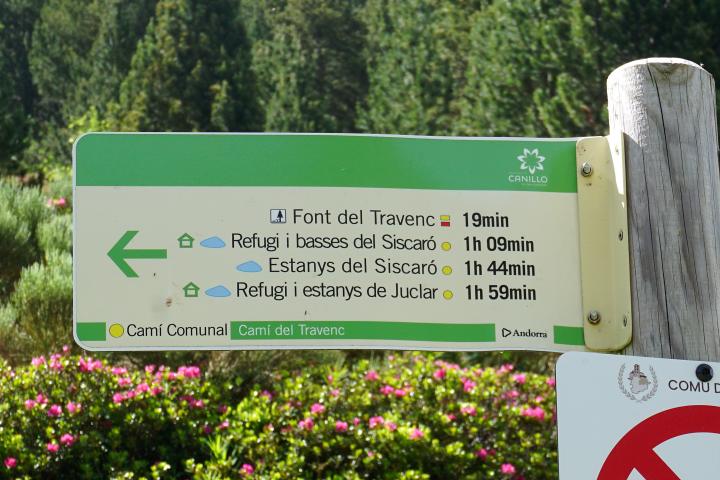 CANILLO
Font del Travenc 19min
Refugi i basses del Siscaró 1h 09min
Estanys del Siscaró 1h 44min
Refugi i estanys de Juclar 1h 59min
Camí Comunal Camí del Travenc Andorra
COMU